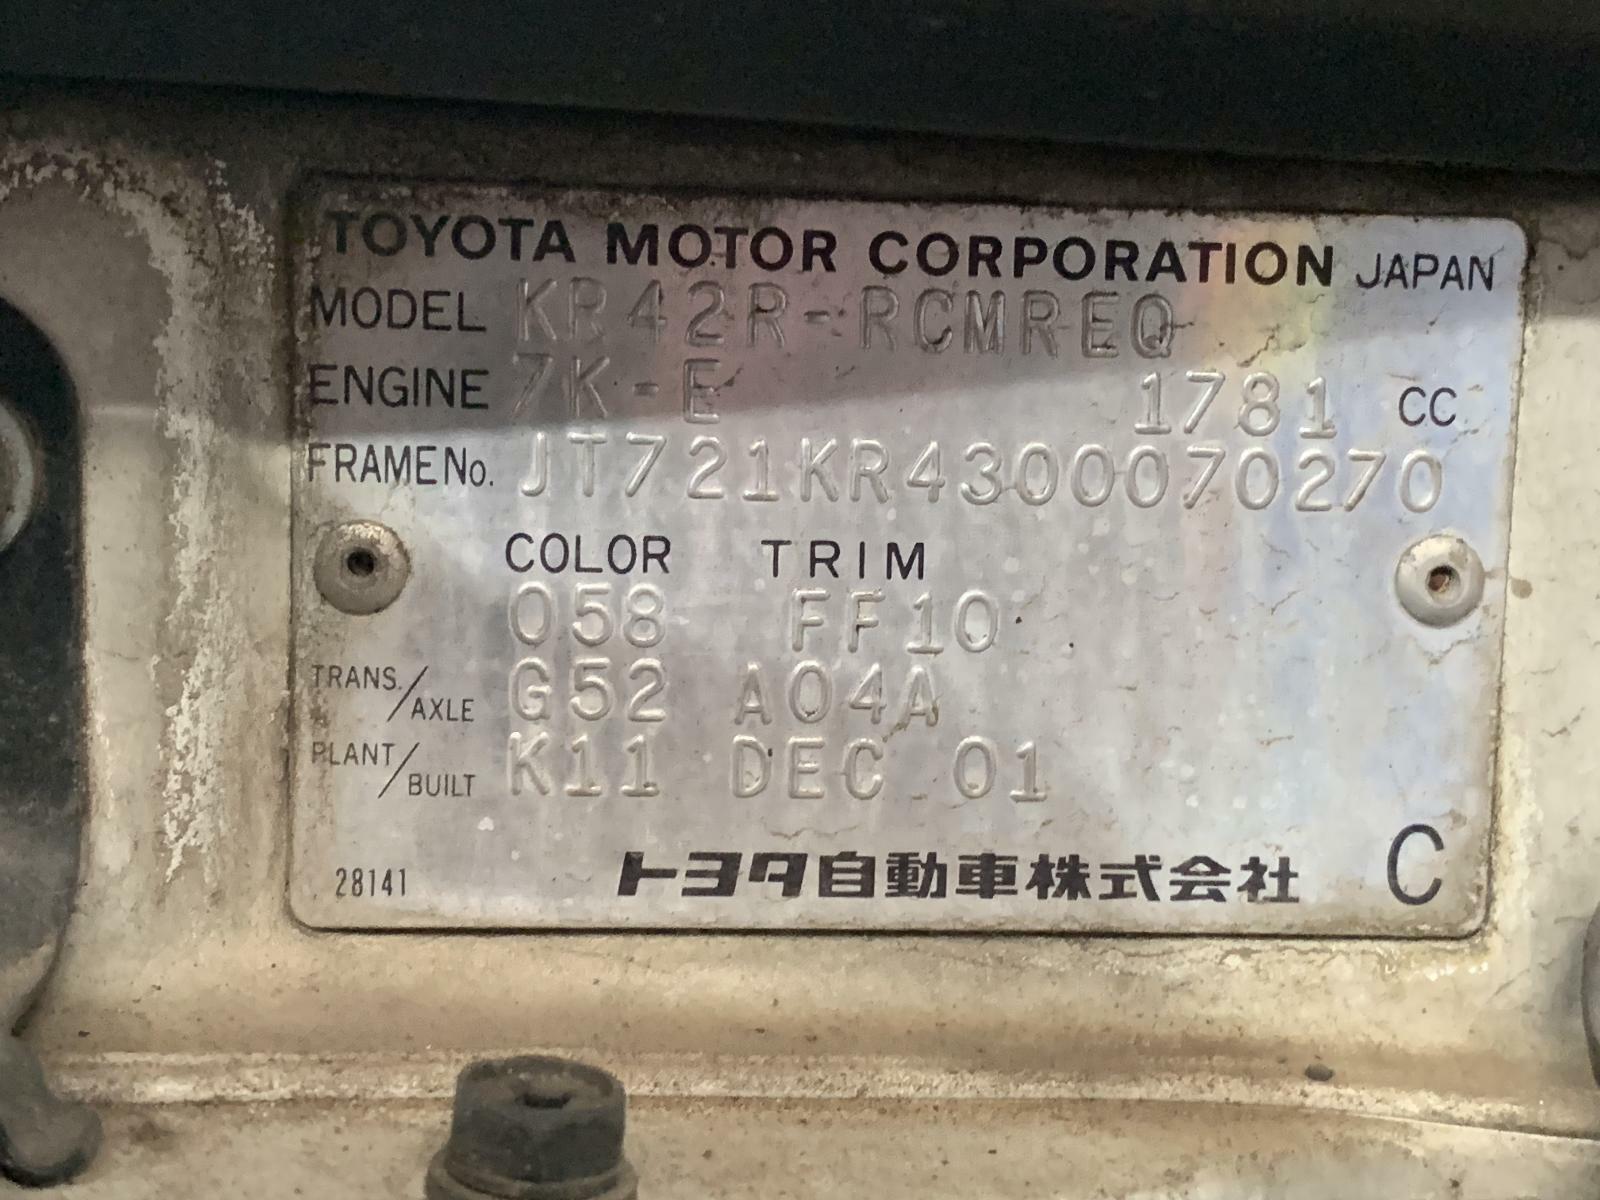 TOYOTA MOTOR CORPORATION JAPAN
MODEL KR42R-RCMREQ
ENGINE 7K-E 1781 CC
FRAME No. JT721KR4300070270
COLOR TRIM
058 FF10
TRANS./AXLE G52 A04A
PLANT/BUILT K11 DEC 01
28141 トヨタ自動車株式会社 C